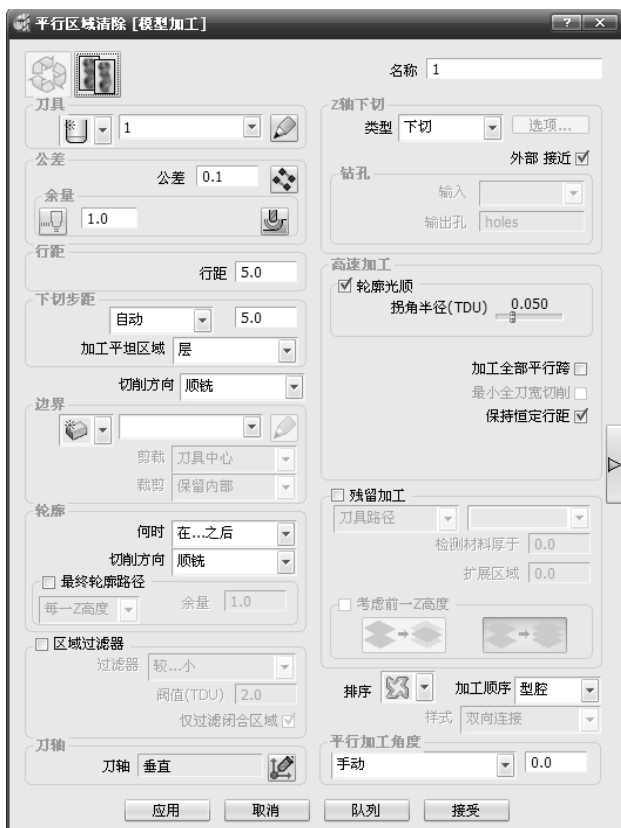 平行区域清除 [模型加工]
名称 1
刀具
1
公差
公差 0.1
余量
1.0
行距
行距 5.0
下切步距
自动 5.0
加工平坦区域 层
切削方向 顺铣
边界
剪裁 刀具中心
裁剪 保留内部
轮廓
何时 在...之后
切削方向 顺铣
最终轮廓路径
每一Z高度 余量 1.0
区域过滤器
过滤器 较...小
阀值(TDU) 2.0
仅过滤闭合区域
刀轴
刀轴 垂直
Z轴下切
类型 下切 选项...
外部 接近
钻孔
输入
输出孔 holes
高速加工
轮廓光顺
拐角半径(TDU) 0.050
加工全部平行跨
最小全刀宽切削
保持恒定行距
残留加工
刀具路径
检测材料厚于 0.0
扩展区域 0.0
考虑前一Z高度
排序 加工顺序 型腔
样式 双向连接
平行加工角度
手动 0.0
应用 取消 队列 接受